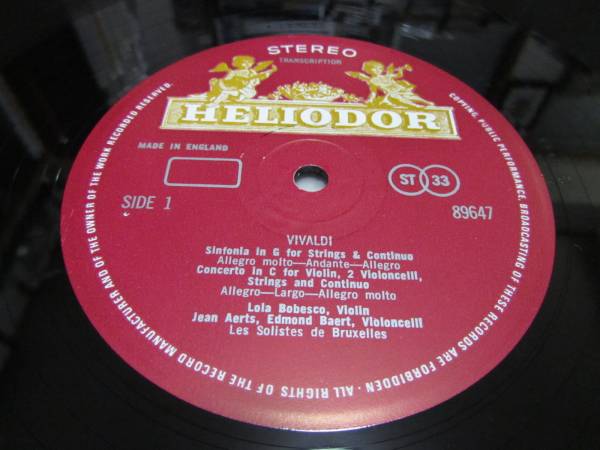 STEREO
TRANSCRIPTION
HELIODOR
MADE IN ENGLAND
SIDE 1
ST 33
89647
VIVALDI
Sinfonia in G for Strings & Continuo
Allegro molto—Andante—Allegro
Concerto in C for Violin, 2 Violoncelli,
Strings and Continuo
Allegro—Largo—Allegro molto
Lola Bobesco, Violin
Jean Aerts, Edmond Baert, Violoncelli
Les Solistes de Bruxelles
ALL RIGHTS OF THE RECORD MANUFACTURER AND OF THE OWNER OF THE WORK RECORDED RESERVED.
COPYING, PUBLIC PERFORMANCE, BROADCASTING OF THESE RECORDS ARE FORBIDDEN ·